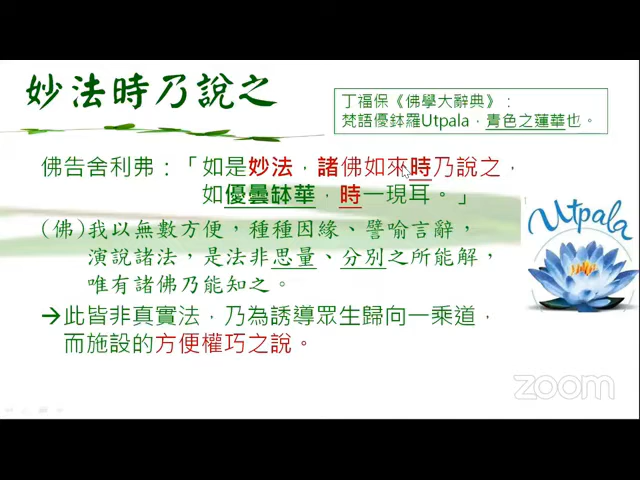 妙法時乃說之
丁福保《佛學大辭典》：
梵語優鉢羅Utpala，青色之蓮華也。
佛告舍利弗：「如是妙法，諸佛如來時乃說之，
如優曇鉢華，時一現耳。」
(佛)我以無數方便，種種因緣、譬喻言辭，
演說諸法，是法非思量、分別之所能解，
唯有諸佛乃能知之。
Utpala
→此皆非真實法，乃為誘導眾生歸向一乘道，
而施設的方便權巧之說。
zoom